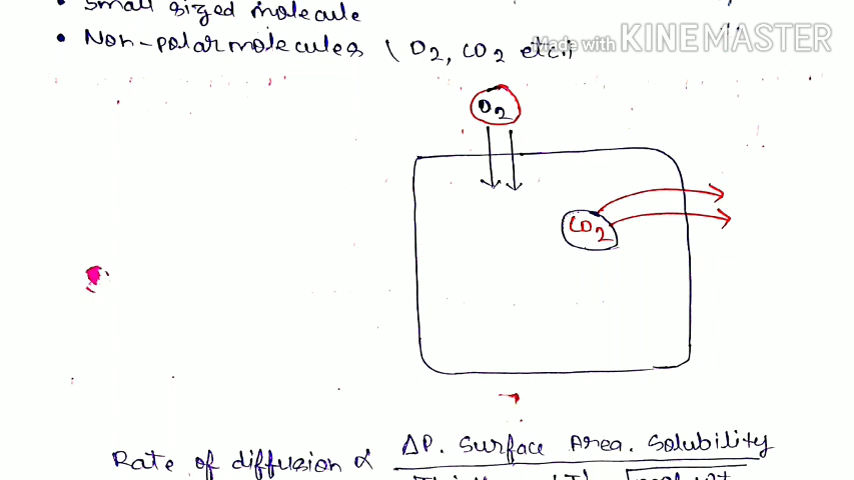 • Small sized molecule
• Non-polar molecules ( O2, CO2 etc.)
Made with KINEMASTER
O2
CO2
Rate of diffusion ∝ ΔP. Surface Area. Solubility